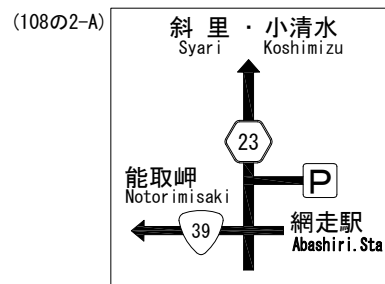 (108の2-A)
斜里・小清水
Syari Koshimizu
23
能取岬
Notorimisaki
P
39
網走駅
Abashiri.Sta